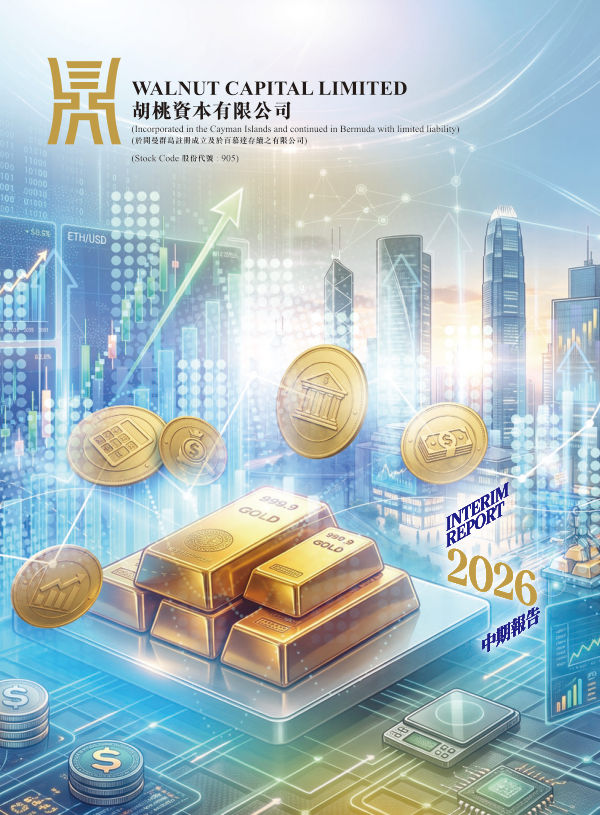 WALNUT CAPITAL LIMITED
胡桃資本有限公司
(Incorporated in the Cayman Islands and continued in Bermuda with limited liability)
(於開曼群島註冊成立及於百慕達存續之有限公司)
(Stock Code 股份代號 : 905)
ETH/USD
999.9
GOLD
990.9
GOLD
INTERIM
REPORT
2026
中期報告